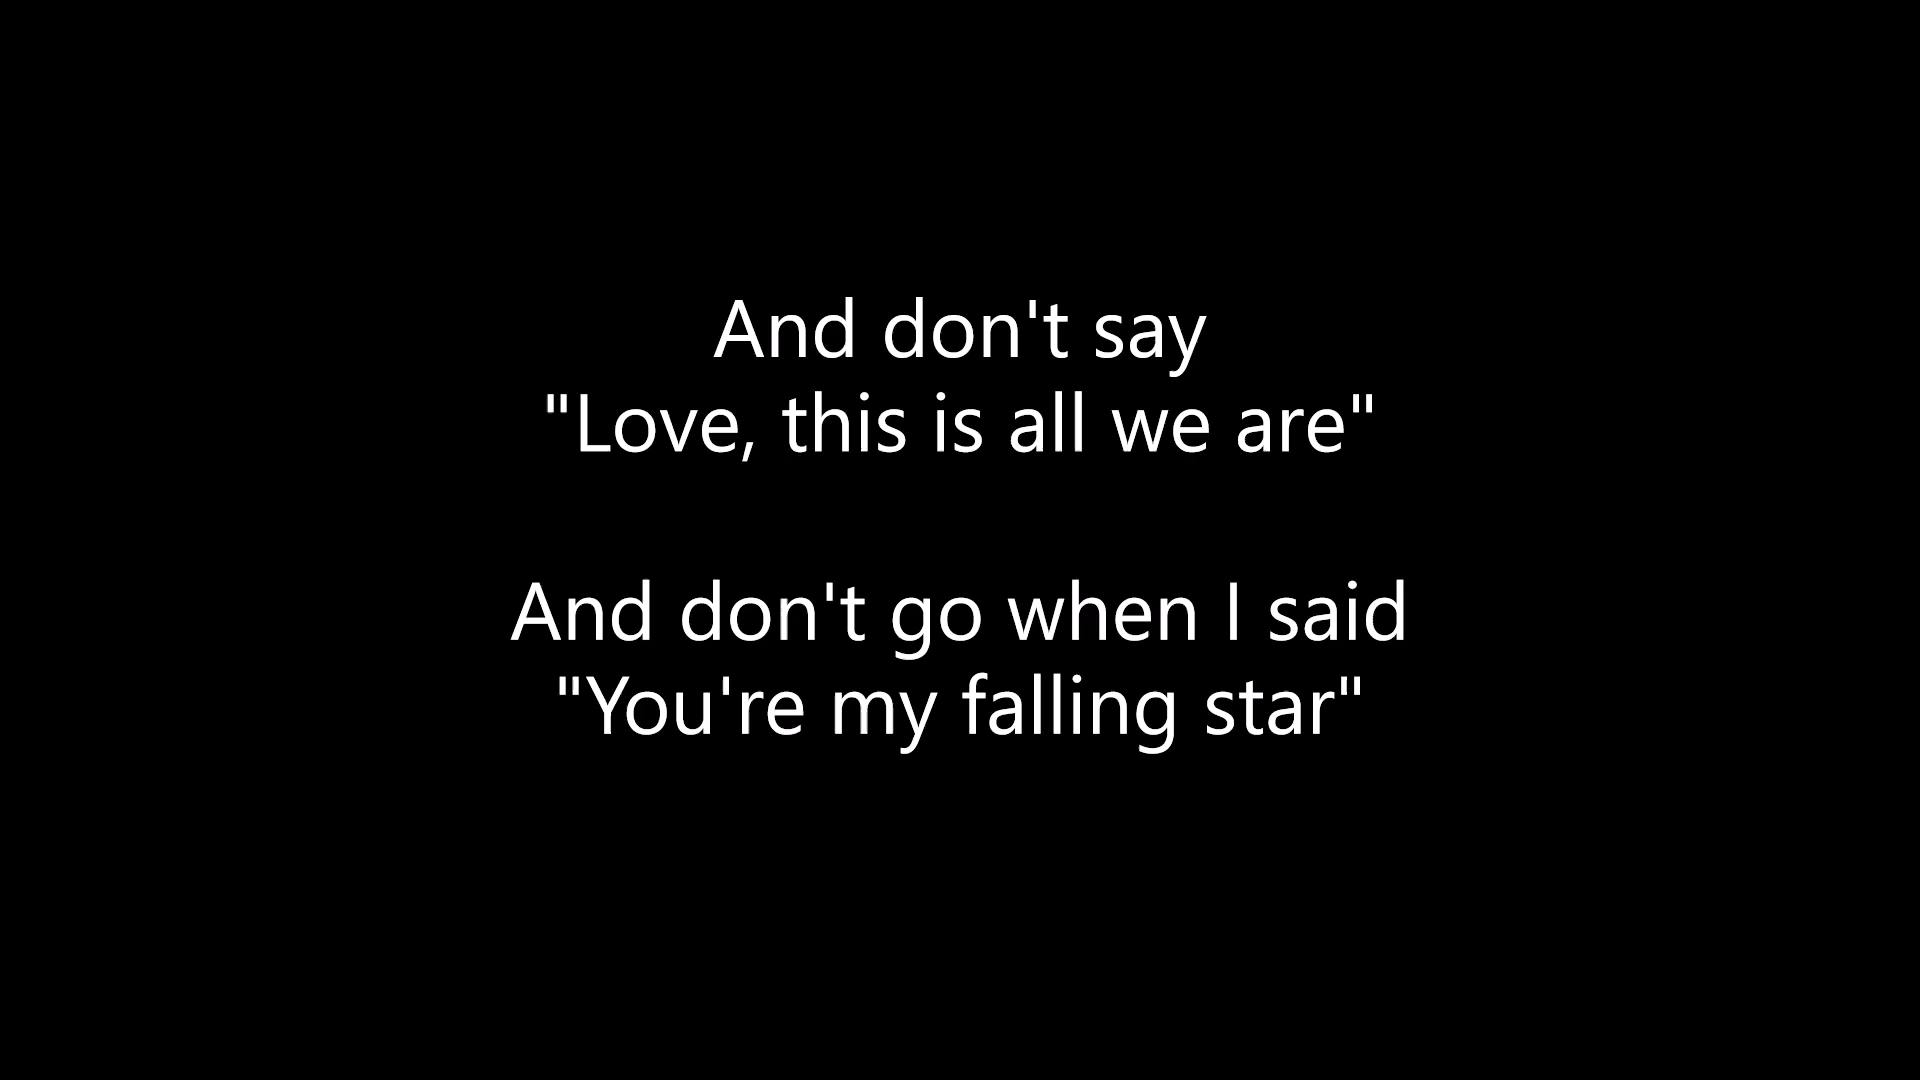 And don't say
"Love, this is all we are"
And don't go when I said
"You're my falling star"